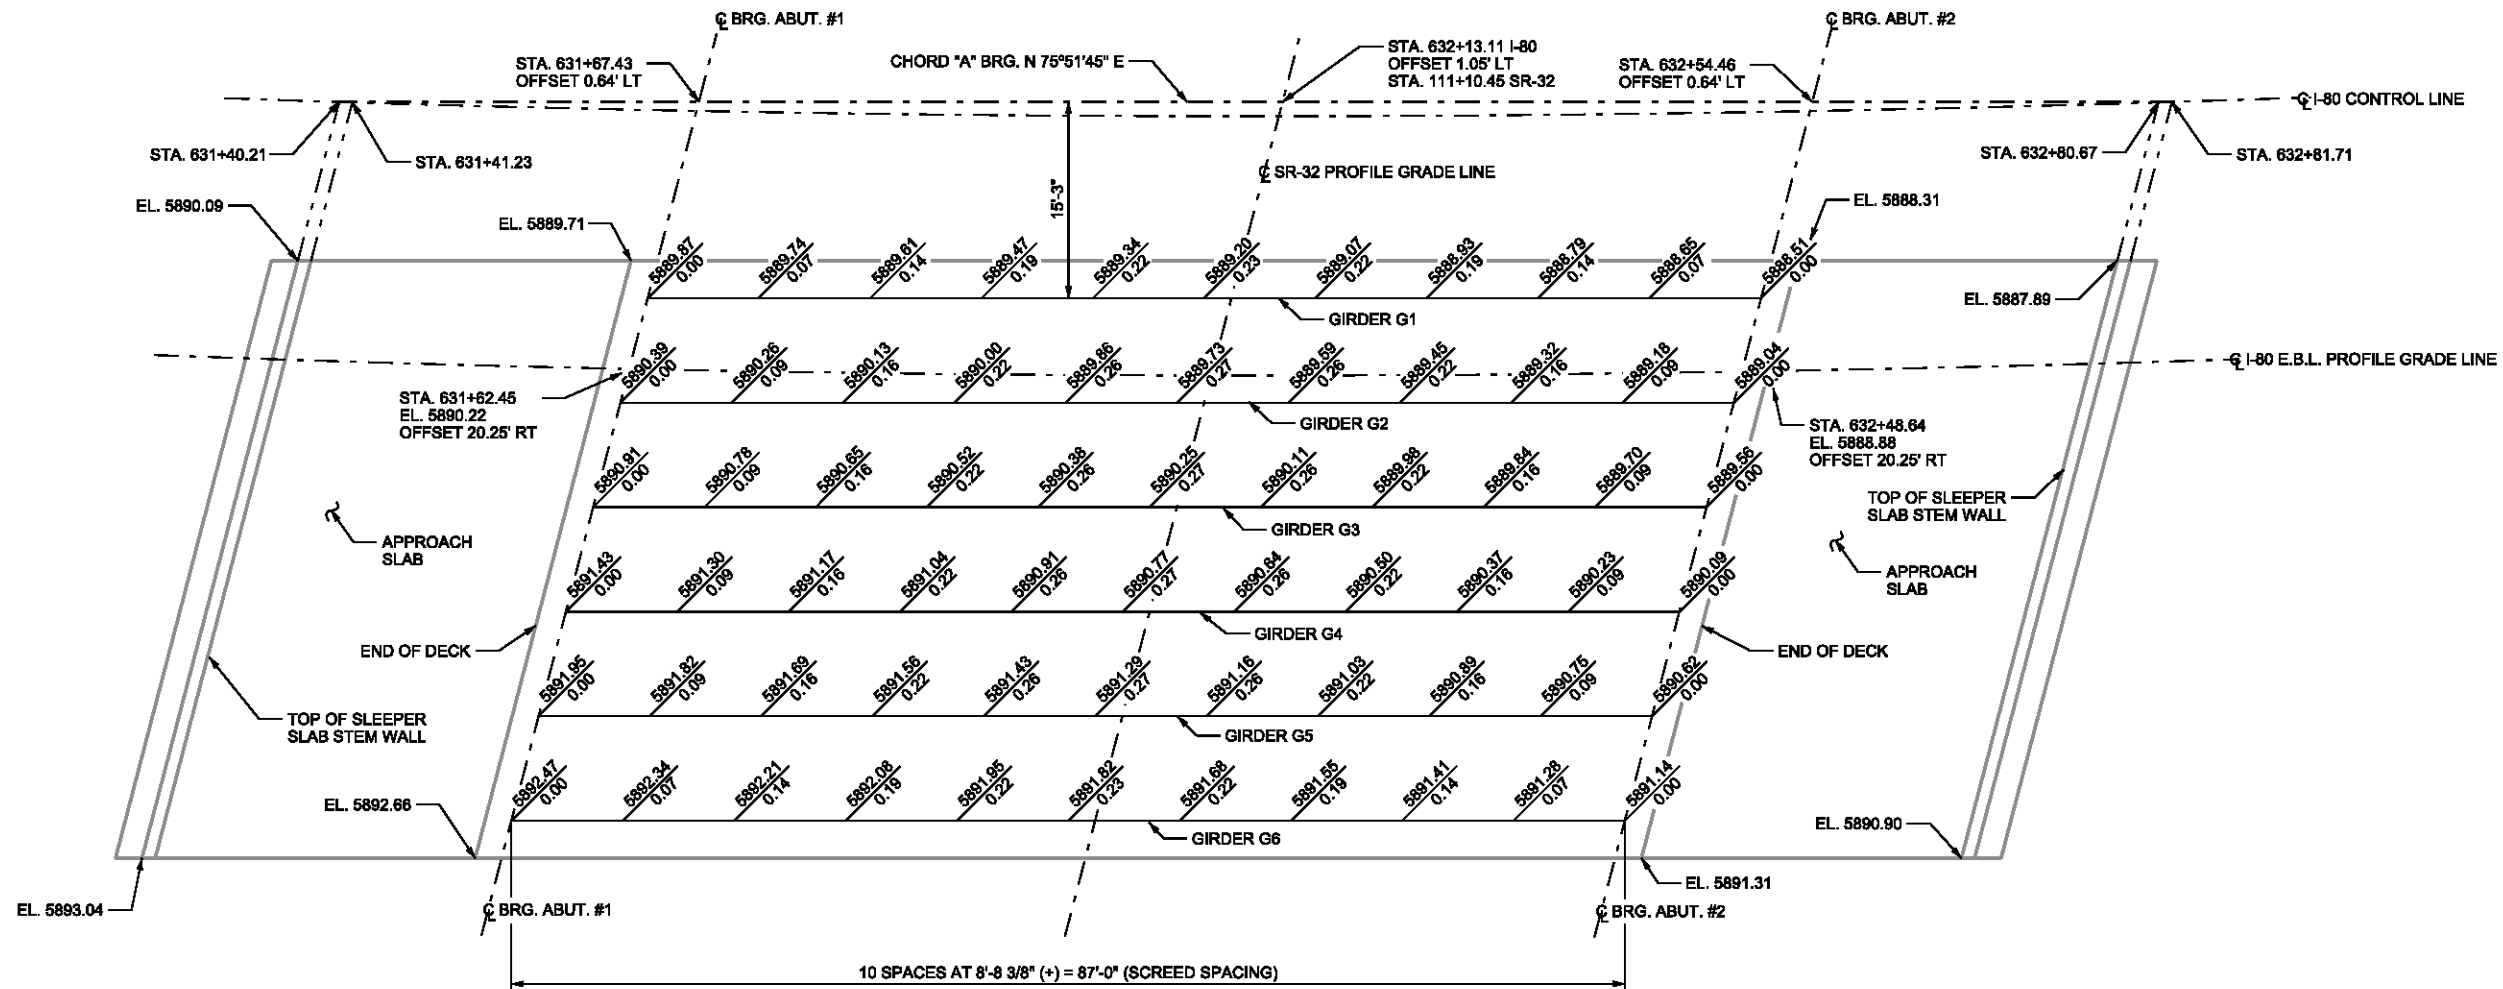 ℄ BRG. ABUT. #1
℄ BRG. ABUT. #2
STA. 631+67.43
OFFSET 0.64' LT
CHORD "A" BRG. N 75°51'45" E
STA. 632+13.11 I-80
OFFSET 1.05' LT
STA. 111+10.45 SR-32
STA. 632+54.46
OFFSET 0.64' LT
℄ I-80 CONTROL LINE
STA. 631+40.21
STA. 631+41.23
STA. 632+80.67
STA. 632+81.71
℄ SR-32 PROFILE GRADE LINE
15'-3"
EL. 5890.09
EL. 5889.71
EL. 5888.31
EL. 5887.89
5889.87
0.00
5889.74
0.07
5889.61
0.14
5889.47
0.19
5889.34
0.22
5889.20
0.23
5889.07
0.22
5888.93
0.19
5888.79
0.14
5888.65
0.07
5888.51
0.00
GIRDER G1
℄ I-80 E.B.L. PROFILE GRADE LINE
5890.39
0.00
5890.26
0.09
5890.13
0.16
5890.00
0.22
5889.86
0.26
5889.73
0.27
5889.59
0.26
5889.45
0.22
5889.32
0.16
5889.18
0.09
5889.04
0.00
STA. 631+62.45
EL. 5890.22
OFFSET 20.25' RT
GIRDER G2
STA. 632+48.64
EL. 5888.88
OFFSET 20.25' RT
5890.91
0.00
5890.78
0.09
5890.65
0.16
5890.52
0.22
5890.38
0.26
5890.25
0.27
5890.11
0.26
5889.98
0.22
5889.84
0.16
5889.70
0.09
5889.56
0.00
GIRDER G3
TOP OF SLEEPER
SLAB STEM WALL
APPROACH
SLAB
APPROACH
SLAB
5891.43
0.00
5891.30
0.09
5891.17
0.16
5891.04
0.22
5890.91
0.26
5890.77
0.27
5890.64
0.26
5890.50
0.22
5890.37
0.16
5890.23
0.09
5890.09
0.00
GIRDER G4
END OF DECK
END OF DECK
5891.95
0.00
5891.82
0.09
5891.69
0.16
5891.56
0.22
5891.43
0.26
5891.29
0.27
5891.16
0.26
5891.03
0.22
5890.89
0.16
5890.75
0.09
5890.62
0.00
TOP OF SLEEPER
SLAB STEM WALL
GIRDER G5
5892.47
0.00
5892.34
0.07
5892.21
0.14
5892.08
0.19
5891.95
0.22
5891.82
0.23
5891.68
0.22
5891.55
0.19
5891.41
0.14
5891.28
0.07
5891.14
0.00
EL. 5892.66
GIRDER G6
EL. 5890.90
EL. 5891.31
EL. 5893.04
℄ BRG. ABUT. #1
℄ BRG. ABUT. #2
10 SPACES AT 8'-8 3/8" (+) = 87'-0" (SCREED SPACING)